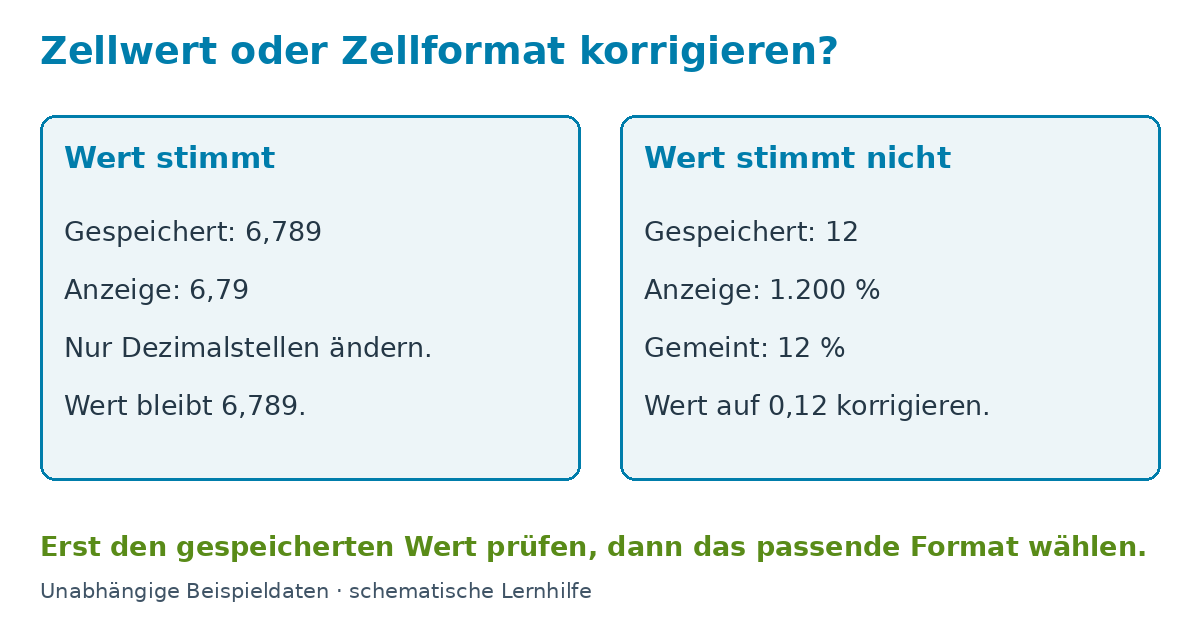 Zellwert oder Zellformat korrigieren?
Wert stimmt
Gespeichert: 6,789
Anzeige: 6,79
Nur Dezimalstellen ändern.
Wert bleibt 6,789.
Wert stimmt nicht
Gespeichert: 12
Anzeige: 1.200 %
Gemeint: 12 %
Wert auf 0,12 korrigieren.
Erst den gespeicherten Wert prüfen, dann das passende Format wählen.
Unabhängige Beispieldaten · schematische Lernhilfe